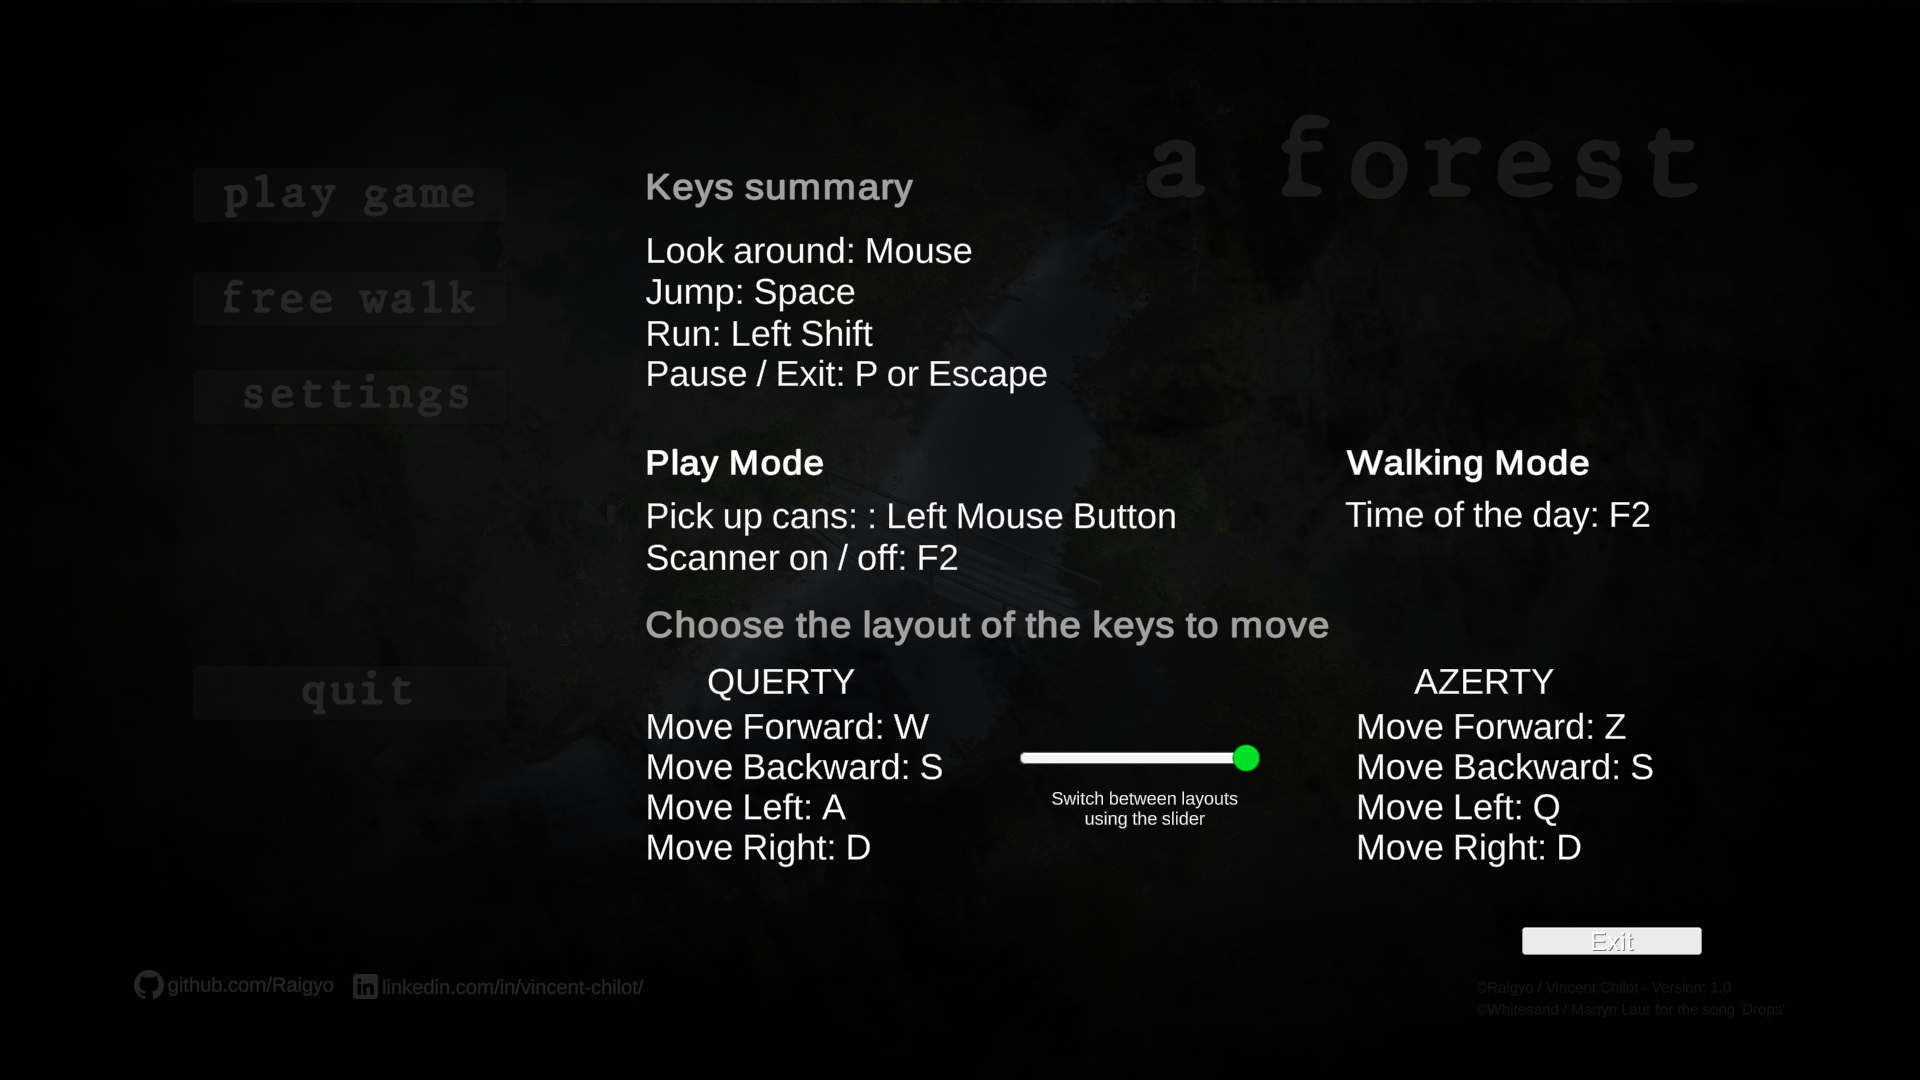 a forest
play game
free walk
settings
quit
Keys summary
Look around: Mouse
Jump: Space
Run: Left Shift
Pause / Exit: P or Escape
Play Mode
Pick up cans: : Left Mouse Button
Scanner on / off: F2
Walking Mode
Time of the day: F2
Choose the layout of the keys to move
QUERTY
Move Forward: W
Move Backward: S
Move Left: A
Move Right: D
Switch between layouts
using the slider
AZERTY
Move Forward: Z
Move Backward: S
Move Left: Q
Move Right: D
Exit
github.com/Raigyo
linkedin.com/in/vincent-chilot/
©Raigyo / Vincent Chilot - Version: 1.0
©Whitesand / Martyn Laur for the song 'Drops'